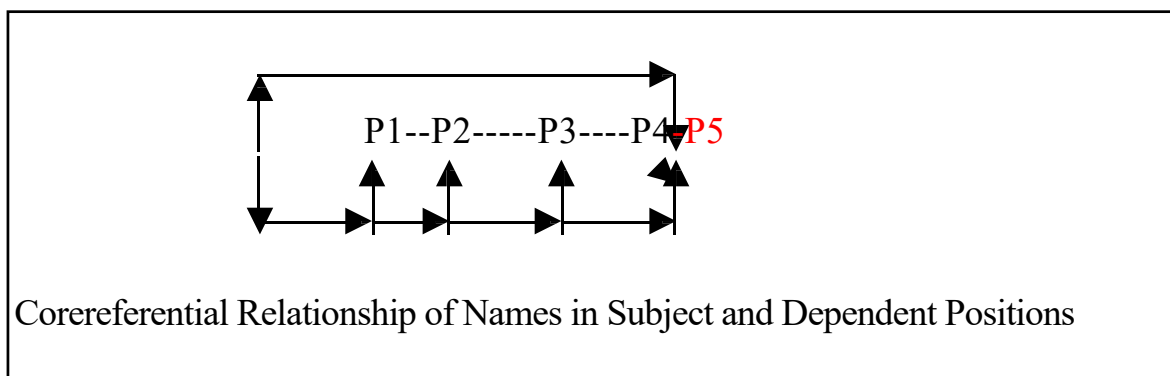 P1--P2-----P3----P4-P5
Corereferential Relationship of Names in Subject and Dependent Positions